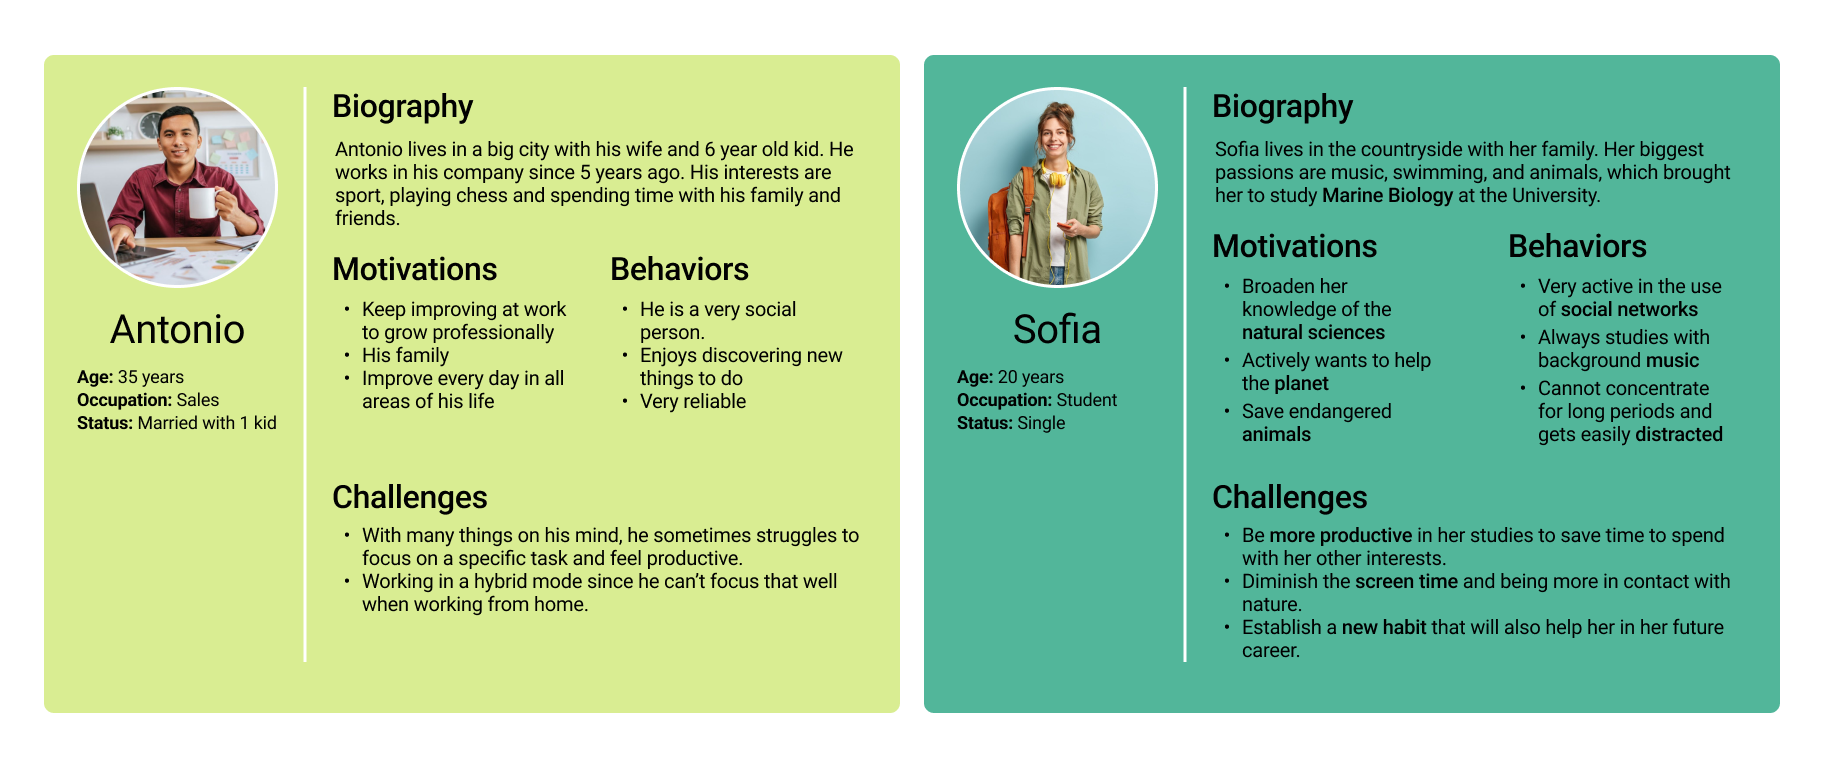 Antonio
Age: 35 years
Occupation: Sales
Status: Married with 1 kid
Biography
Antonio lives in a big city with his wife and 6 year old kid. He
works in his company since 5 years ago. His interests are
sport, playing chess and spending time with his family and
friends.
Motivations
• Keep improving at work
to grow professionally
• His family
• Improve every day in all
areas of his life
Behaviors
• He is a very social
person.
• Enjoys discovering new
things to do
• Very reliable
Challenges
• With many things on his mind, he sometimes struggles to
focus on a specific task and feel productive.
• Working in a hybrid mode since he can’t focus that well
when working from home.
Sofia
Age: 20 years
Occupation: Student
Status: Single
Biography
Sofia lives in the countryside with her family. Her biggest
passions are music, swimming, and animals, which brought
her to study Marine Biology at the University.
Motivations
• Broaden her
knowledge of the
natural sciences
• Actively wants to help
the planet
• Save endangered
animals
Behaviors
• Very active in the use
of social networks
• Always studies with
background music
• Cannot concentrate
for long periods and
gets easily distracted
Challenges
• Be more productive in her studies to save time to spend
with her other interests.
• Diminish the screen time and being more in contact with
nature.
• Establish a new habit that will also help her in her future
career.